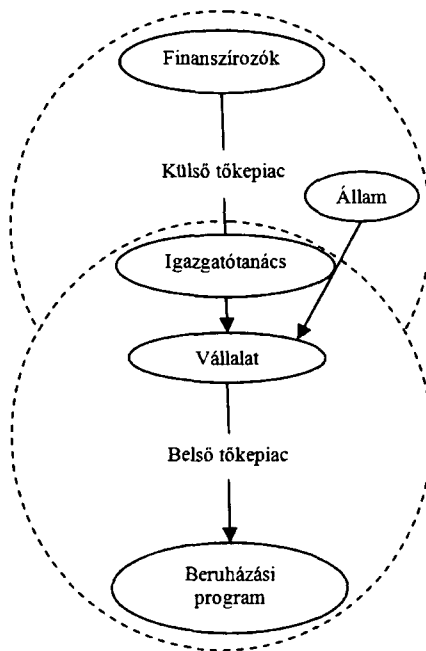 Finanszírozók
Külső tőkepiac
Állam
Igazgatótanács
Vállalat
Belső tőkepiac
Beruházási
program